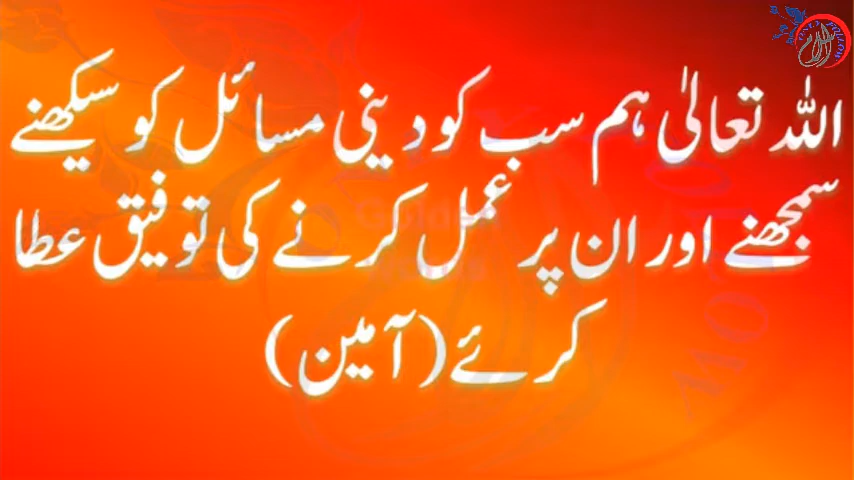 اللہ تعالیٰ ہم سب کو دینی مسائل کو سیکھنے
سمجھنے اور ان پر عمل کرنے کی توفیق عطا
کرئے (آمین)